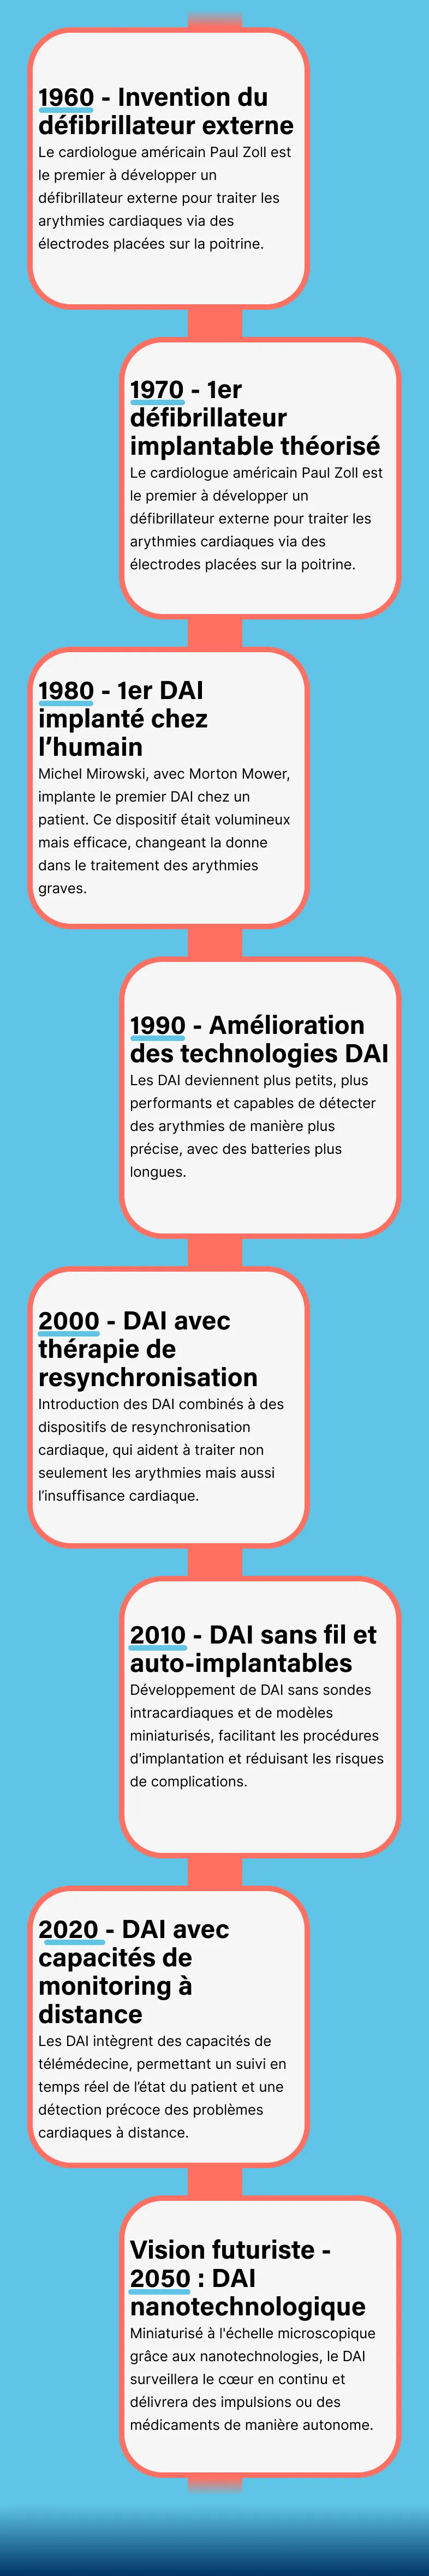 1960 - Invention du
défibrillateur externe
Le cardiologue américain Paul Zoll est
le premier à développer un
défibrillateur externe pour traiter les
arythmies cardiaques via des
électrodes placées sur la poitrine.
1970 - 1er
défibrillateur
implantable théorisé
Le cardiologue américain Paul Zoll est
le premier à développer un
défibrillateur externe pour traiter les
arythmies cardiaques via des
électrodes placées sur la poitrine.
1980 - 1er DAI
implanté chez
l’humain
Michel Mirowski, avec Morton Mower,
implante le premier DAI chez un
patient. Ce dispositif était volumineux
mais efficace, changeant la donne
dans le traitement des arythmies
graves.
1990 - Amélioration
des technologies DAI
Les DAI deviennent plus petits, plus
performants et capables de détecter
des arythmies de manière plus
précise, avec des batteries plus
longues.
2000 - DAI avec
thérapie de
resynchronisation
Introduction des DAI combinés à des
dispositifs de resynchronisation
cardiaque, qui aident à traiter non
seulement les arythmies mais aussi
l’insuffisance cardiaque.
2010 - DAI sans fil et
auto-implantables
Développement de DAI sans sondes
intracardiaques et de modèles
miniaturisés, facilitant les procédures
d'implantation et réduisant les risques
de complications.
2020 - DAI avec
capacités de
monitoring à
distance
Les DAI intègrent des capacités de
télémédecine, permettant un suivi en
temps réel de l’état du patient et une
détection précoce des problèmes
cardiaques à distance.
Vision futuriste -
2050 : DAI
nanotechnologique
Miniaturisé à l'échelle microscopique
grâce aux nanotechnologies, le DAI
surveillera le cœur en continu et
délivrera des impulsions ou des
médicaments de manière autonome.